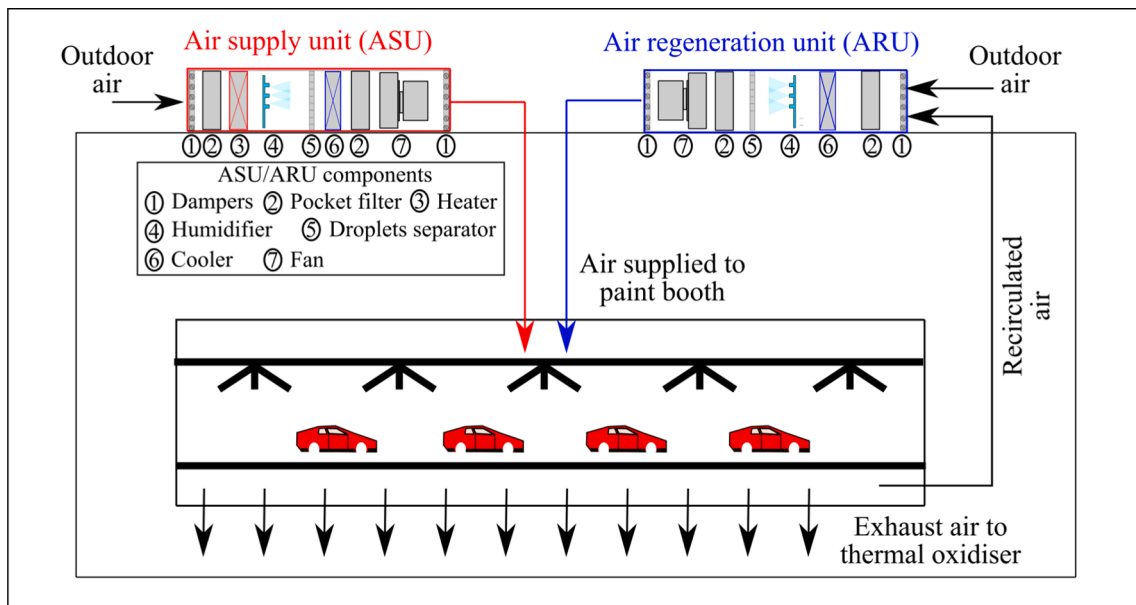 Air supply unit (ASU)
Air regeneration unit (ARU)
Outdoor
air
Outdoor
air
① ② ③ ④ ⑤ ⑥ ② ⑦ ①
① ⑦ ② ⑤ ④ ⑥ ② ①
ASU/ARU components
① Dampers ② Pocket filter ③ Heater
④ Humidifier ⑤ Droplets separator
⑥ Cooler ⑦ Fan
Air supplied to
paint booth
Recirculated
air
Exhaust air to
thermal oxidiser